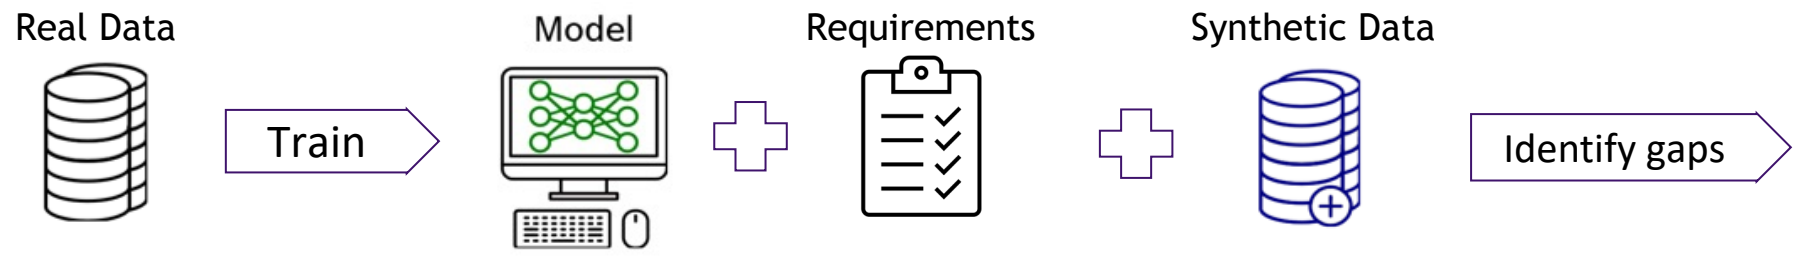 Real Data
Train
Model
Requirements
Synthetic Data
Identify gaps